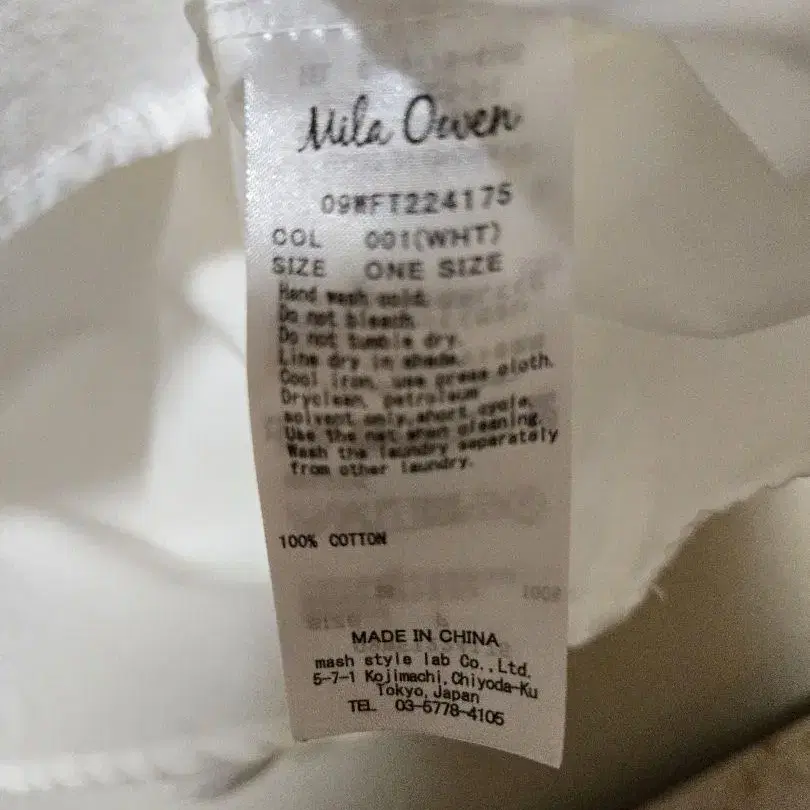 Mila Owen
09WFT224175
COL 001(WHT)
SIZE ONE SIZE
Hand wash cold.
Do not bleach.
Do not tumble dry.
Line dry in shade.
Cool iron, use press cloth.
Dryclean, petroleum
solvent only,short cycle.
Use the net when cleaning.
Wash the laundry separately
from other laundry.
100% COTTON
MADE IN CHINA
mash style lab Co.,Ltd.
5-7-1 Kojimachi,Chiyoda-Ku
Tokyo,Japan
TEL 03-5778-4105